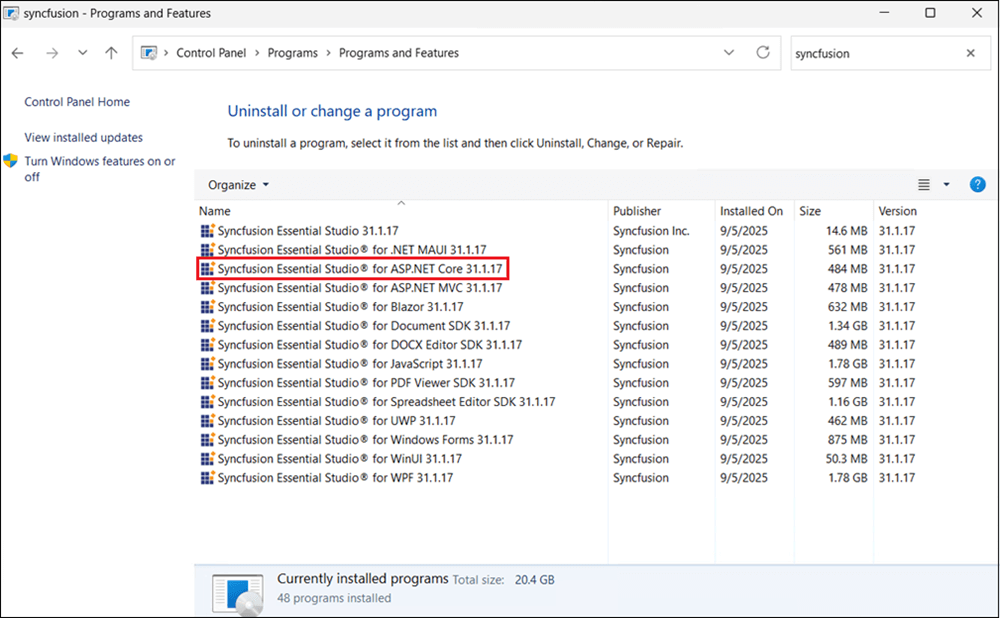 syncfusion - Programs and Features
Control Panel > Programs > Programs and Features
syncfusion
Control Panel Home
View installed updates
Turn Windows features on or
off
Uninstall or change a program
To uninstall a program, select it from the list and then click Uninstall, Change, or Repair.
Organize
Name Publisher Installed On Size Version
Syncfusion Essential Studio 31.1.17 Syncfusion Inc. 9/5/2025 14.6 MB 31.1.17
Syncfusion Essential Studio® for .NET MAUI 31.1.17 Syncfusion 9/5/2025 561 MB 31.1.17
Syncfusion Essential Studio® for ASP.NET Core 31.1.17 Syncfusion 9/5/2025 484 MB 31.1.17
Syncfusion Essential Studio® for ASP.NET MVC 31.1.17 Syncfusion 9/5/2025 478 MB 31.1.17
Syncfusion Essential Studio® for Blazor 31.1.17 Syncfusion 9/5/2025 632 MB 31.1.17
Syncfusion Essential Studio® for Document SDK 31.1.17 Syncfusion 9/5/2025 1.34 GB 31.1.17
Syncfusion Essential Studio® for DOCX Editor SDK 31.1.17 Syncfusion 9/5/2025 489 MB 31.1.17
Syncfusion Essential Studio® for JavaScript 31.1.17 Syncfusion 9/5/2025 1.78 GB 31.1.17
Syncfusion Essential Studio® for PDF Viewer SDK 31.1.17 Syncfusion 9/5/2025 597 MB 31.1.17
Syncfusion Essential Studio® for Spreadsheet Editor SDK 31.1.17 Syncfusion 9/5/2025 1.16 GB 31.1.17
Syncfusion Essential Studio® for UWP 31.1.17 Syncfusion 9/5/2025 462 MB 31.1.17
Syncfusion Essential Studio® for Windows Forms 31.1.17 Syncfusion 9/5/2025 875 MB 31.1.17
Syncfusion Essential Studio® for WinUI 31.1.17 Syncfusion 9/5/2025 50.3 MB 31.1.17
Syncfusion Essential Studio® for WPF 31.1.17 Syncfusion 9/5/2025 1.78 GB 31.1.17
Currently installed programs Total size: 20.4 GB
48 programs installed